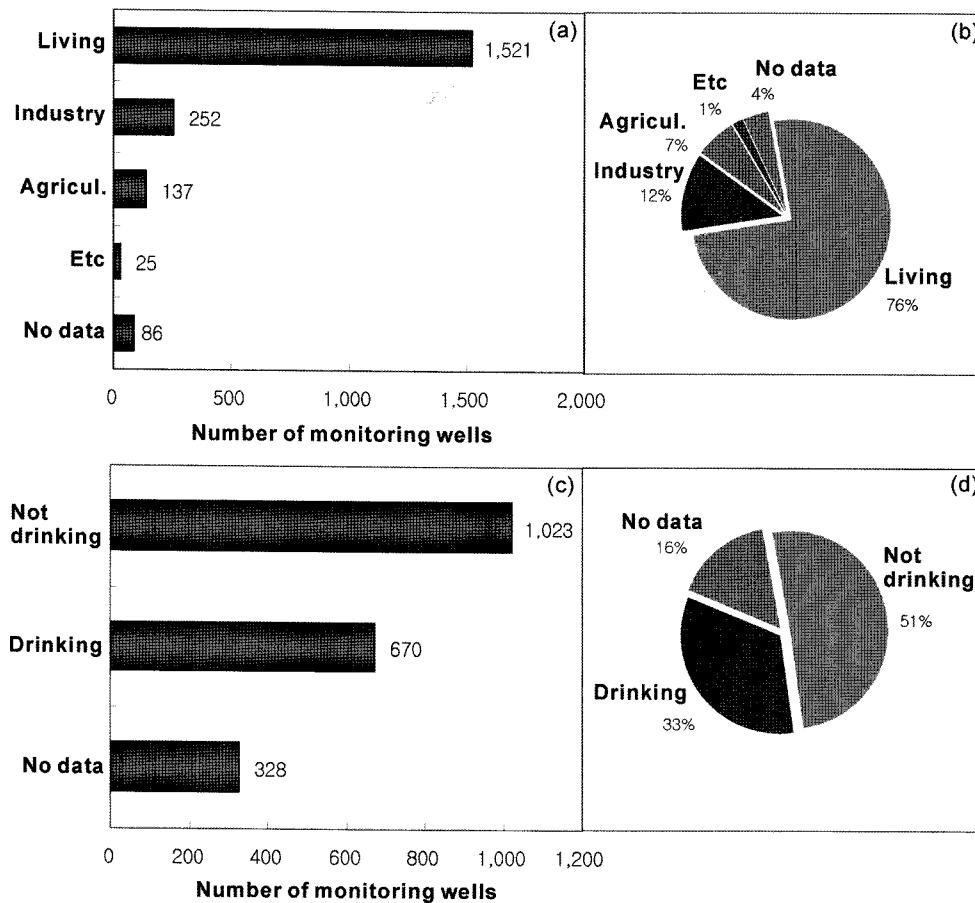 (a)
Living
1,521
Industry
252
Agricul.
137
Etc
25
No data
86
0 500 1,000 1,500 2,000
Number of monitoring wells
(b)
No data
4%
Etc
1%
Agricul.
7%
Industry
12%
Living
76%
(c)
Not
drinking
1,023
Drinking
670
No data
328
0 200 400 600 800 1,000 1,200
Number of monitoring wells
(d)
No data
16%
Not
drinking
51%
Drinking
33%